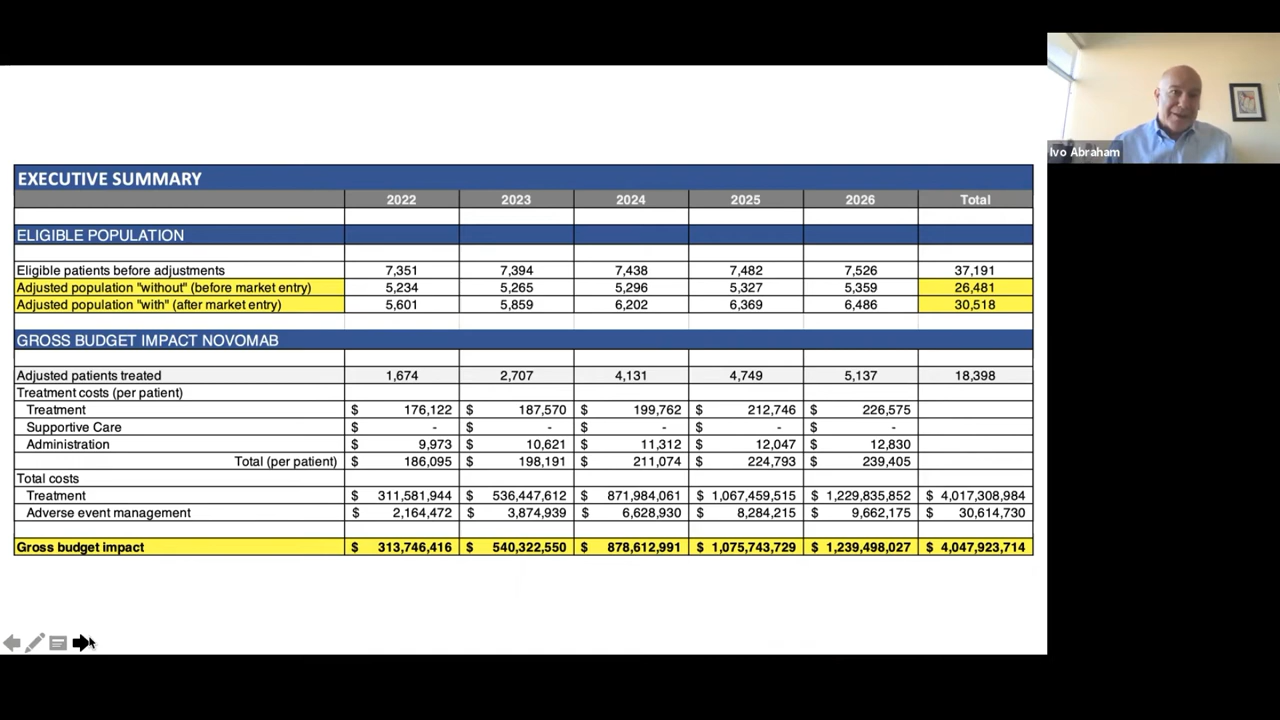 Ivo Abraham
EXECUTIVE SUMMARY
2022 2023 2024 2025 2026 Total
ELIGIBLE POPULATION
Eligible patients before adjustments 7,351 7,394 7,438 7,482 7,526 37,191
Adjusted population "without" (before market entry) 5,234 5,265 5,296 5,327 5,359 26,481
Adjusted population "with" (after market entry) 5,601 5,859 6,202 6,369 6,486 30,518
GROSS BUDGET IMPACT NOVOMAB
Adjusted patients treated 1,674 2,707 4,131 4,749 5,137 18,398
Treatment costs (per patient)
Treatment $ 176,122 $ 187,570 $ 199,762 $ 212,746 $ 226,575
Supportive Care $ - $ - $ - $ - $ -
Administration $ 9,973 $ 10,621 $ 11,312 $ 12,047 $ 12,830
Total (per patient) $ 186,095 $ 198,191 $ 211,074 $ 224,793 $ 239,405
Total costs
Treatment $ 311,581,944 $ 536,447,612 $ 871,984,061 $ 1,067,459,515 $ 1,229,835,852 $ 4,017,308,984
Adverse event management $ 2,164,472 $ 3,874,939 $ 6,628,930 $ 8,284,215 $ 9,662,175 $ 30,614,730
Gross budget impact $ 313,746,416 $ 540,322,550 $ 878,612,991 $ 1,075,743,729 $ 1,239,498,027 $ 4,047,923,714